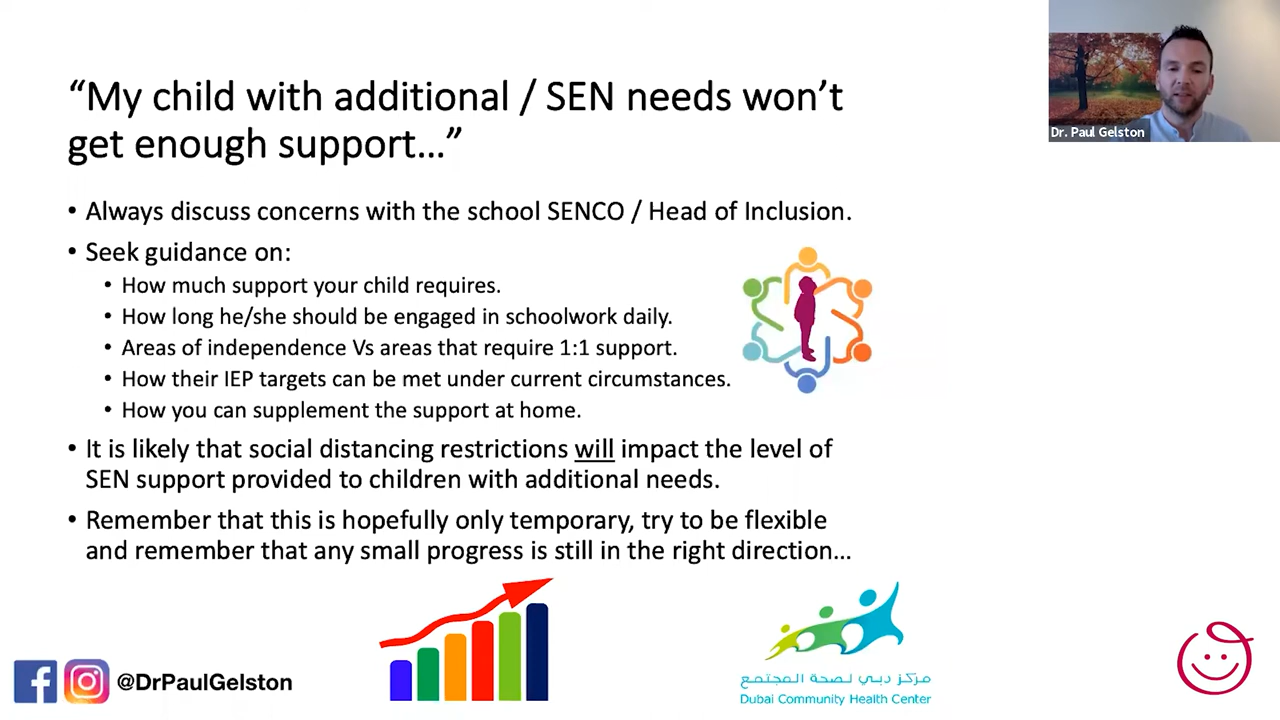 “My child with additional / SEN needs won’t
get enough support…”
Dr. Paul Gelston
• Always discuss concerns with the school SENCO / Head of Inclusion.
• Seek guidance on:
• How much support your child requires.
• How long he/she should be engaged in schoolwork daily.
• Areas of independence Vs areas that require 1:1 support.
• How their IEP targets can be met under current circumstances.
• How you can supplement the support at home.
• It is likely that social distancing restrictions will impact the level of
SEN support provided to children with additional needs.
• Remember that this is hopefully only temporary, try to be flexible
and remember that any small progress is still in the right direction…
@DrPaulGelston
مركز دبي لصحة المجتمع
Dubai Community Health Center